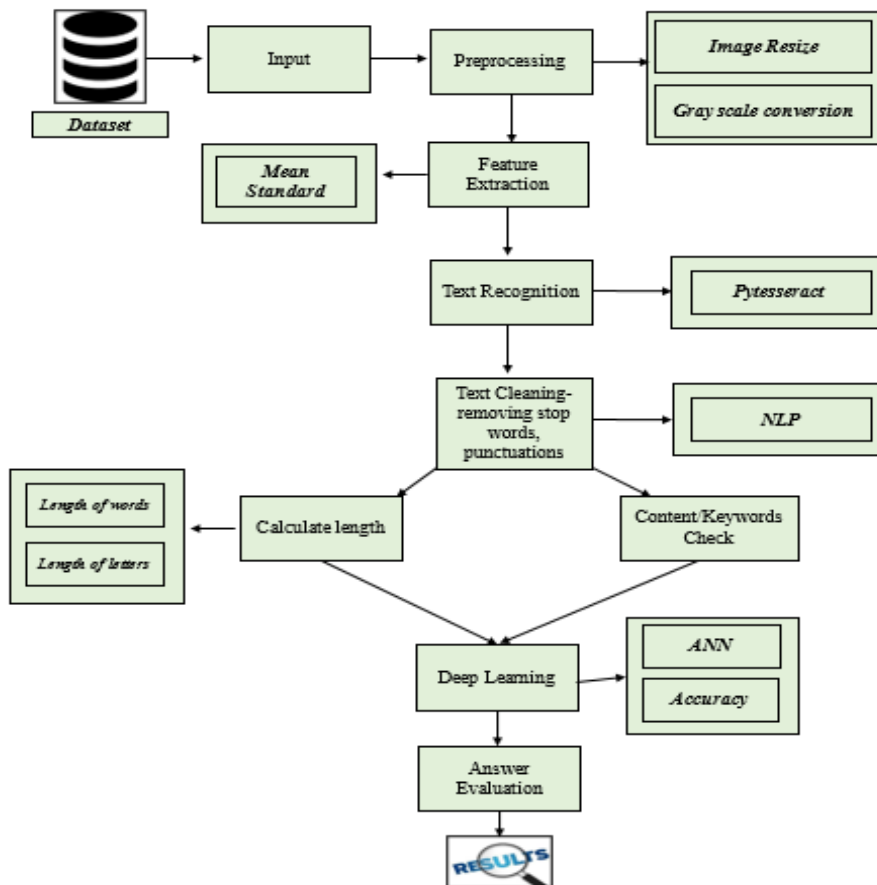 Dataset
Input
Preprocessing
Image Resize
Gray scale conversion
Feature
Extraction
Mean
Standard
Text Recognition
Pytesseract
Text Cleaning-
removing stop
words,
punctuations
NLP
Length of words
Length of letters
Calculate length
Content/Keywords
Check
Deep Learning
ANN
Accuracy
Answer
Evaluation
RESULTS